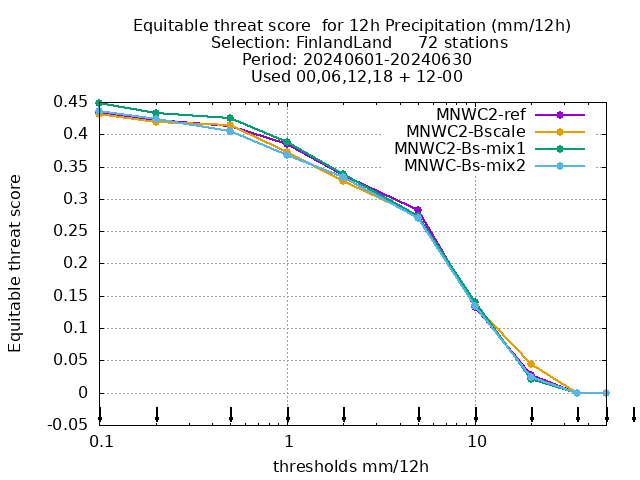 Equitable threat score  for 12h Precipitation (mm/12h)
Selection: FinlandLand     72 stations
Period: 20240601-20240630
Used 00,06,12,18 + 12-00
Equitable threat score
0.45
0.4
0.35
0.3
0.25
0.2
0.15
0.1
0.05
0
-0.05
MNWC2-ref
MNWC2-Bscale
MNWC2-Bs-mix1
MNWC-Bs-mix2
0.1
1
10
thresholds mm/12h